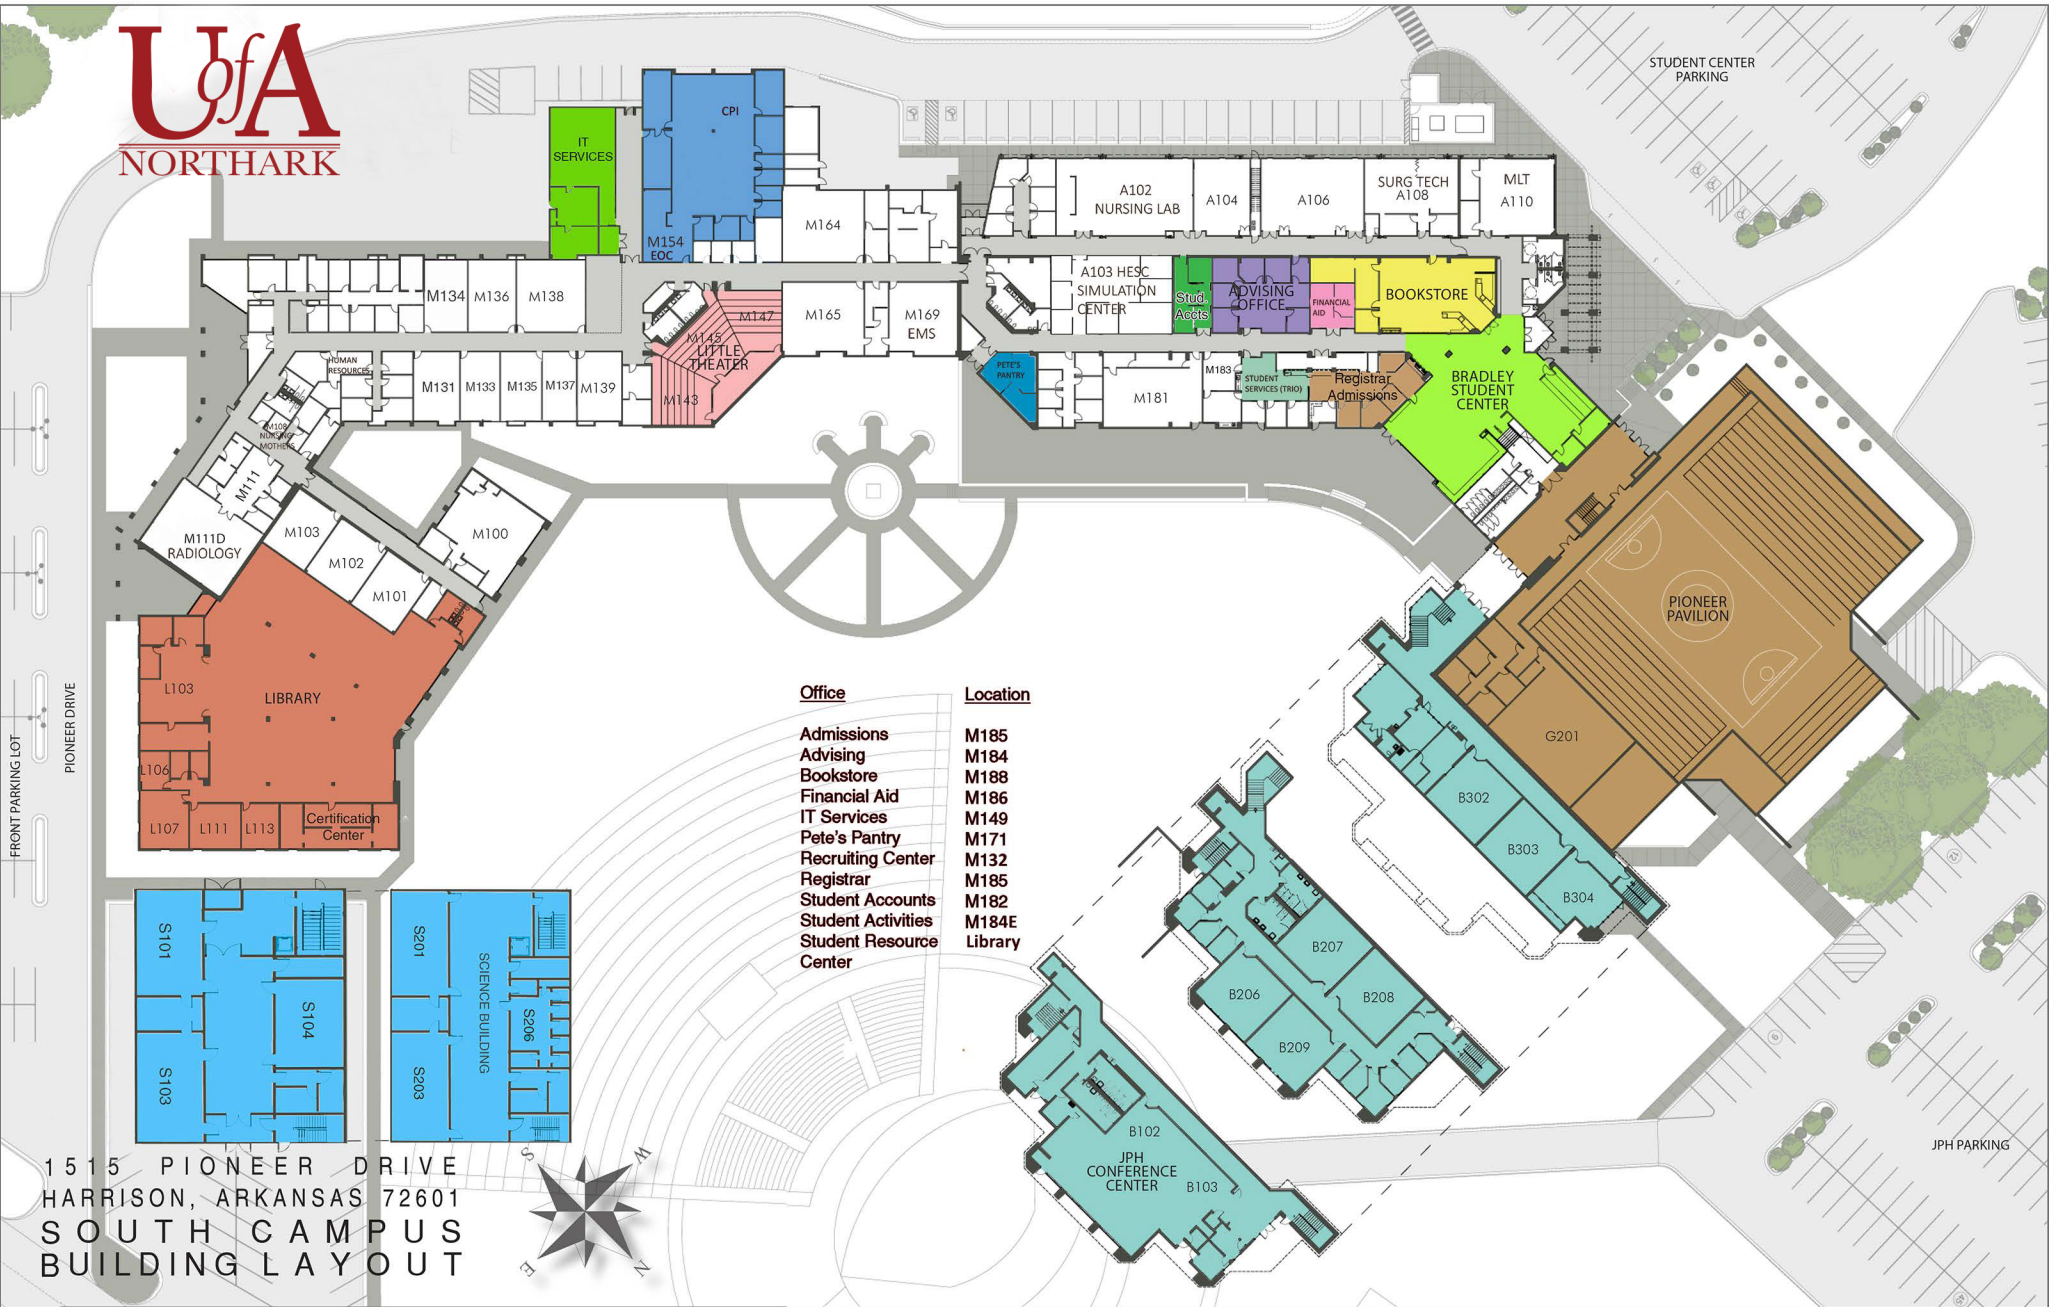 UofA
NORTHARK
STUDENT CENTER
PARKING
CPI
IT
SERVICES
M154
EOC
M164
A102
NURSING LAB
A104
A106
SURG TECH
A108
MLT
A110
M134
M136
M138
M147
M145
LITTLE
THEATER
M143
M165
M169
EMS
A103 HESC
SIMULATION
CENTER
Stud.
Accts
ADVISING
OFFICE
FINANCIAL
AID
BOOKSTORE
HUMAN
RESOURCES
M131
M133
M135
M137
M139
PETE'S
PANTRY
M181
M183
STUDENT
SERVICES (TRIO)
Registrar
Admissions
BRADLEY
STUDENT
CENTER
M108
NURSING
MOTHERS
M111
M111D
RADIOLOGY
M103
M102
M101
M100
PIONEER
PAVILION
G201
LIBRARY
L103
L106
L107
L111
L113
Certification
Center
PIONEER DRIVE
FRONT PARKING LOT
Office Location
Admissions M185
Advising M184
Bookstore M188
Financial Aid M186
IT Services M149
Pete's Pantry M171
Recruiting Center M132
Registrar M185
Student Accounts M182
Student Activities M184E
Student Resource Library
Center
B302
B303
B304
B207
B208
B206
B209
B102
JPH
CONFERENCE
CENTER
B103
S101
S103
S104
S201
S203
SCIENCE BUILDING
S206
12
9
45
JPH PARKING
S
W
E
N
1515 PIONEER DRIVE
HARRISON, ARKANSAS 72601
SOUTH CAMPUS
BUILDING LAYOUT